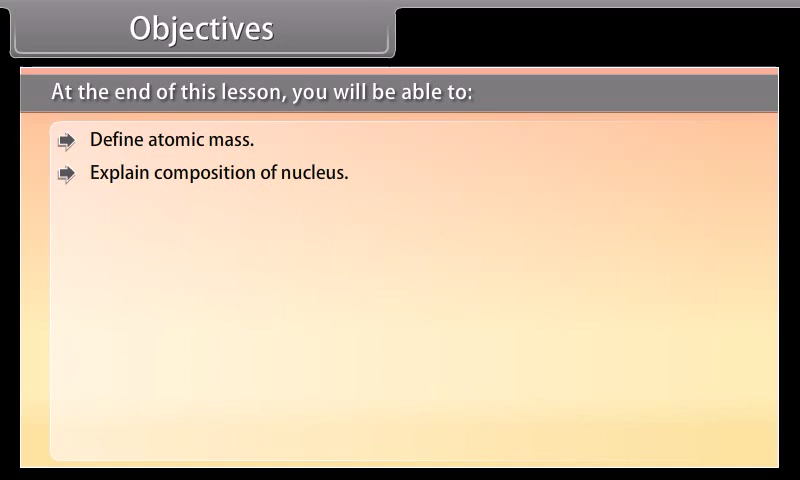 Objectives
At the end of this lesson, you will be able to:
Define atomic mass.
Explain composition of nucleus.